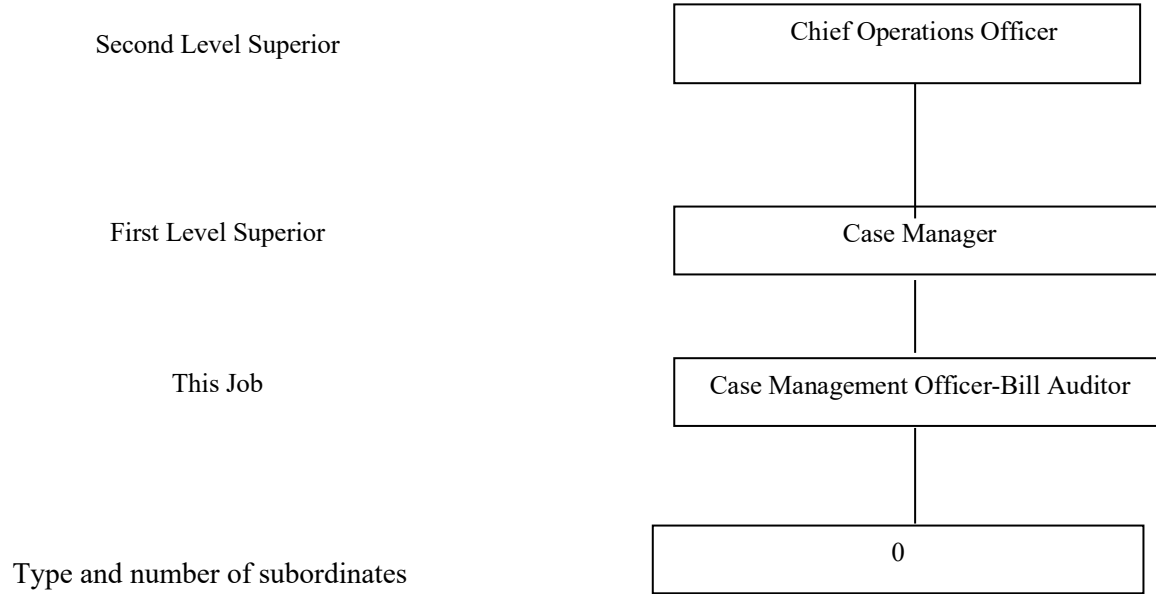 Second Level Superior
Chief Operations Officer
First Level Superior
Case Manager
This Job
Case Management Officer-Bill Auditor
Type and number of subordinates
0